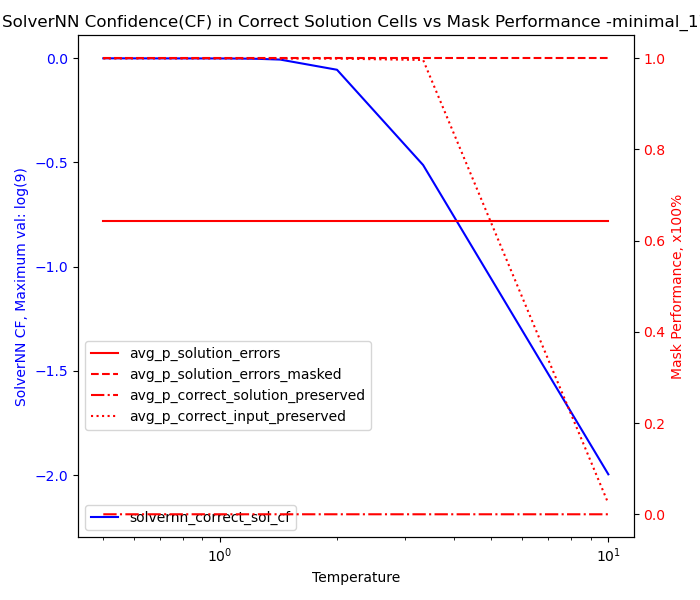 SolverNN Confidence(CF) in Correct Solution Cells vs Mask Performance -minimal_1
0.0
−0.5
−1.0
−1.5
−2.0
SolverNN CF, Maximum val: log(9)
1.0
0.8
0.6
0.4
0.2
0.0
Mask Performance, x100%
avg_p_solution_errors
avg_p_solution_errors_masked
avg_p_correct_solution_preserved
avg_p_correct_input_preserved
solvernn_correct_sol_cf
10⁰
10¹
Temperature